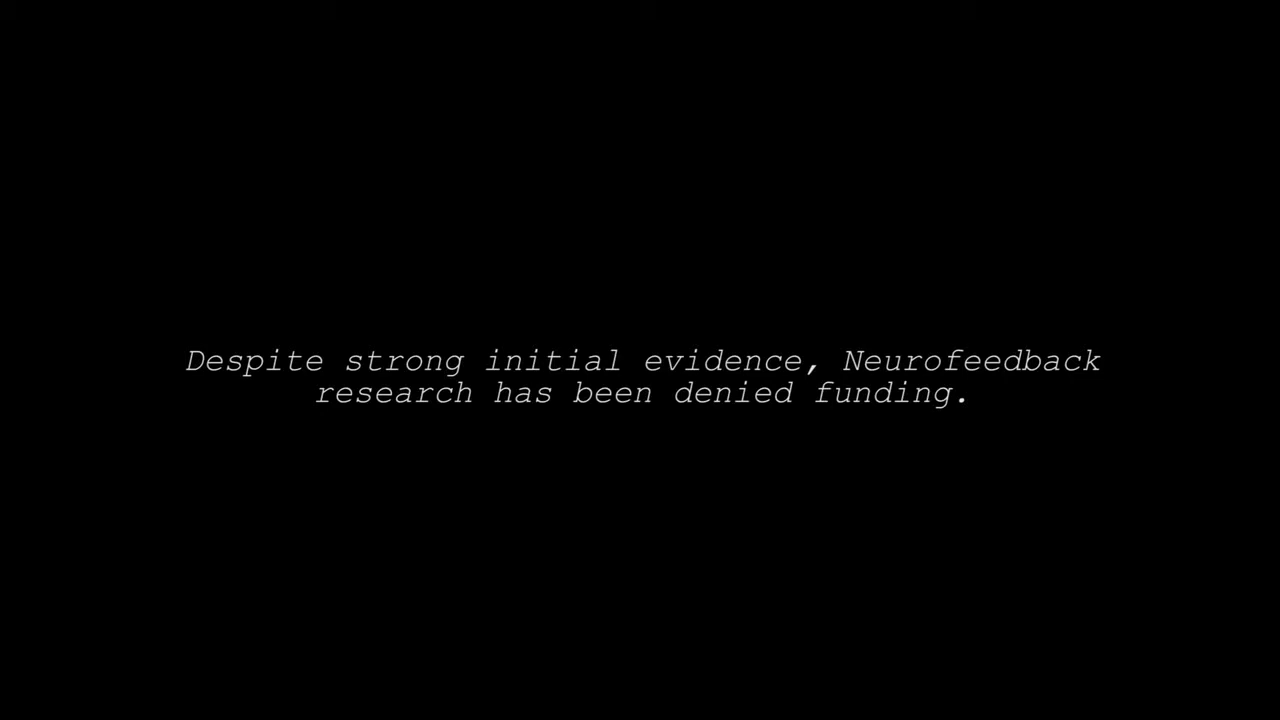 Despite strong initial evidence, Neurofeedback
research has been denied funding.